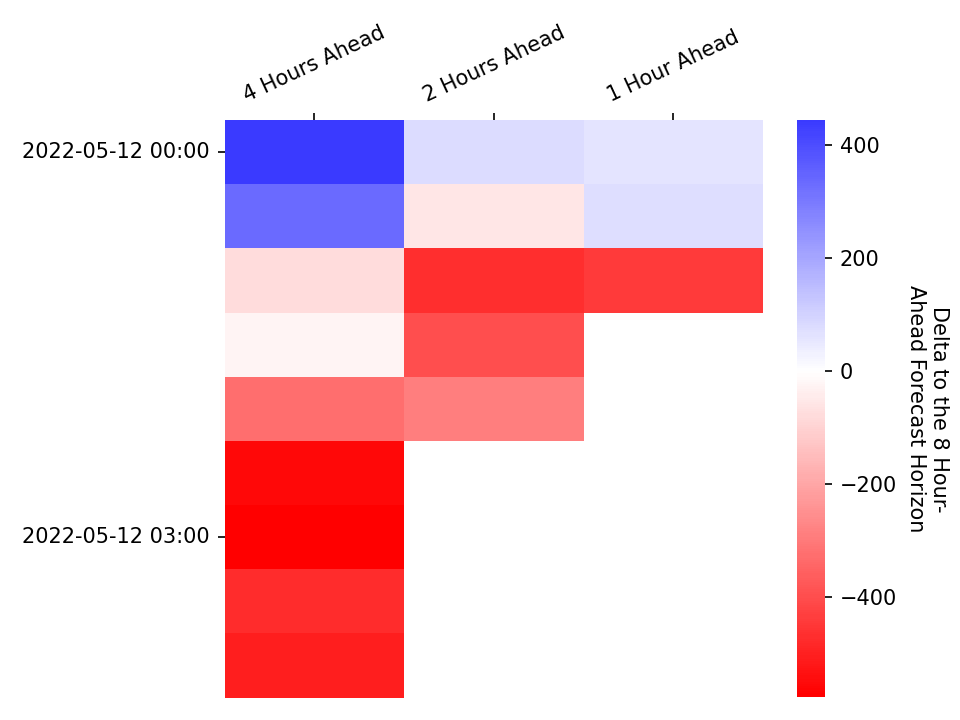 4 Hours Ahead
2 Hours Ahead
1 Hour Ahead
2022-05-12 00:00
2022-05-12 03:00
400
200
0
−200
−400
Delta to the 8 Hour-
Ahead Forecast Horizon